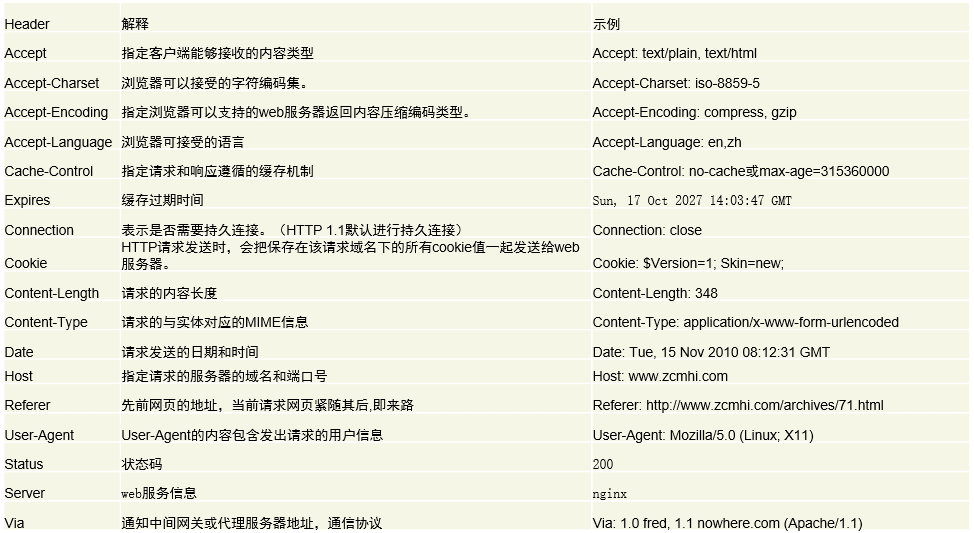 Header 解释 示例
Accept 指定客户端能够接收的内容类型 Accept: text/plain, text/html
Accept-Charset 浏览器可以接受的字符编码集。 Accept-Charset: iso-8859-5
Accept-Encoding 指定浏览器可以支持的web服务器返回内容压缩编码类型。 Accept-Encoding: compress, gzip
Accept-Language 浏览器可接受的语言 Accept-Language: en,zh
Cache-Control 指定请求和响应遵循的缓存机制 Cache-Control: no-cache或max-age=315360000
Expires 缓存过期时间 Sun, 17 Oct 2027 14:03:47 GMT
Connection 表示是否需要持久连接。（HTTP 1.1默认进行持久连接） Connection: close
HTTP请求发送时，会把保存在该请求域名下的所有cookie值一起发送给web
Cookie 服务器。 Cookie: $Version=1; Skin=new;
Content-Length 请求的内容长度 Content-Length: 348
Content-Type 请求的与实体对应的MIME信息 Content-Type: application/x-www-form-urlencoded
Date 请求发送的日期和时间 Date: Tue, 15 Nov 2010 08:12:31 GMT
Host 指定请求的服务器的域名和端口号 Host: www.zcmhi.com
Referer 先前网页的地址，当前请求网页紧随其后,即来路 Referer: http://www.zcmhi.com/archives/71.html
User-Agent User-Agent的内容包含发出请求的用户信息 User-Agent: Mozilla/5.0 (Linux; X11)
Status 状态码 200
Server web服务信息 nginx
Via 通知中间网关或代理服务器地址，通信协议 Via: 1.0 fred, 1.1 nowhere.com (Apache/1.1)